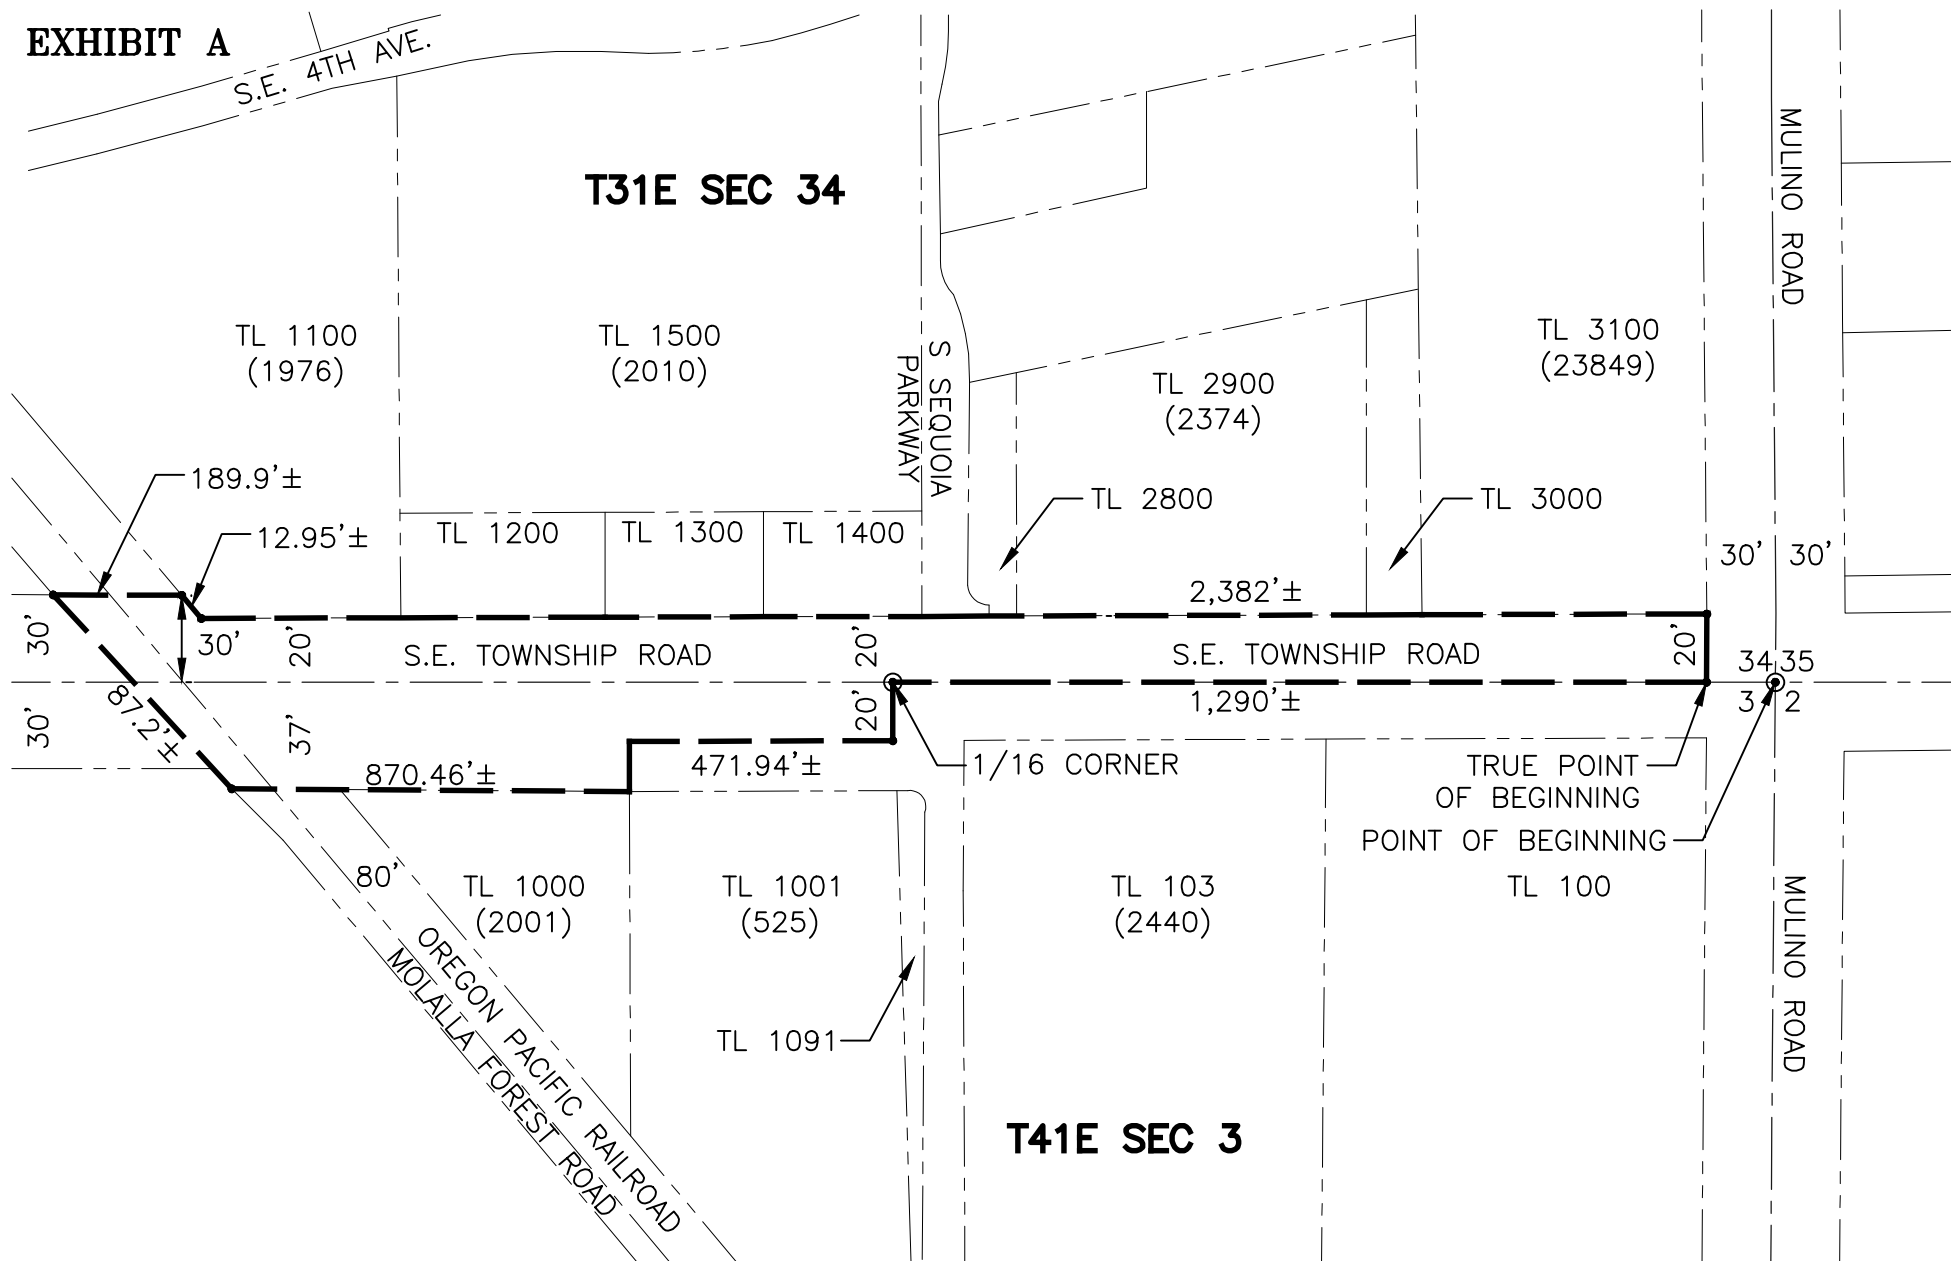 EXHIBIT A
S.E. 4TH AVE.
T31E SEC 34
MULINO ROAD
TL 1100
(1976)
TL 1500
(2010)
S SEQUOIA
PARKWAY
TL 2900
(2374)
TL 3100
(23849)
189.9'±
12.95'±
TL 1200
TL 1300
TL 1400
TL 2800
TL 3000
30' 30'
2,382'±
30'
30'
20'
S.E. TOWNSHIP ROAD
20'
S.E. TOWNSHIP ROAD
20'
34 35
3 2
30'
87.2'±
37'
20'
1,290'±
870.46'±
471.94'±
1/16 CORNER
TRUE POINT
OF BEGINNING
POINT OF BEGINNING
80'
TL 1000
(2001)
TL 1001
(525)
TL 103
(2440)
TL 100
MULINO ROAD
OREGON PACIFIC RAILROAD
MOLALLA FOREST ROAD
TL 1091
T41E SEC 3